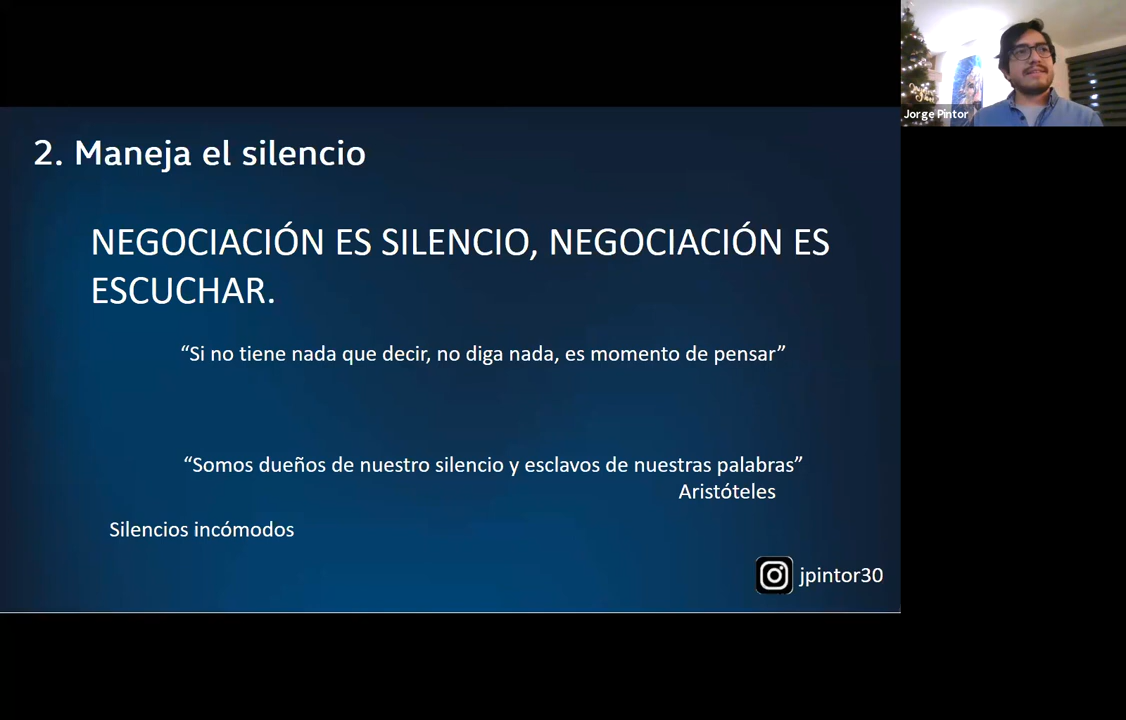 2. Maneja el silencio
NEGOCIACIÓN ES SILENCIO, NEGOCIACIÓN ES
ESCUCHAR.
“Si no tiene nada que decir, no diga nada, es momento de pensar”
“Somos dueños de nuestro silencio y esclavos de nuestras palabras”
Aristóteles
Silencios incómodos
jpintor30
Jorge Pintor